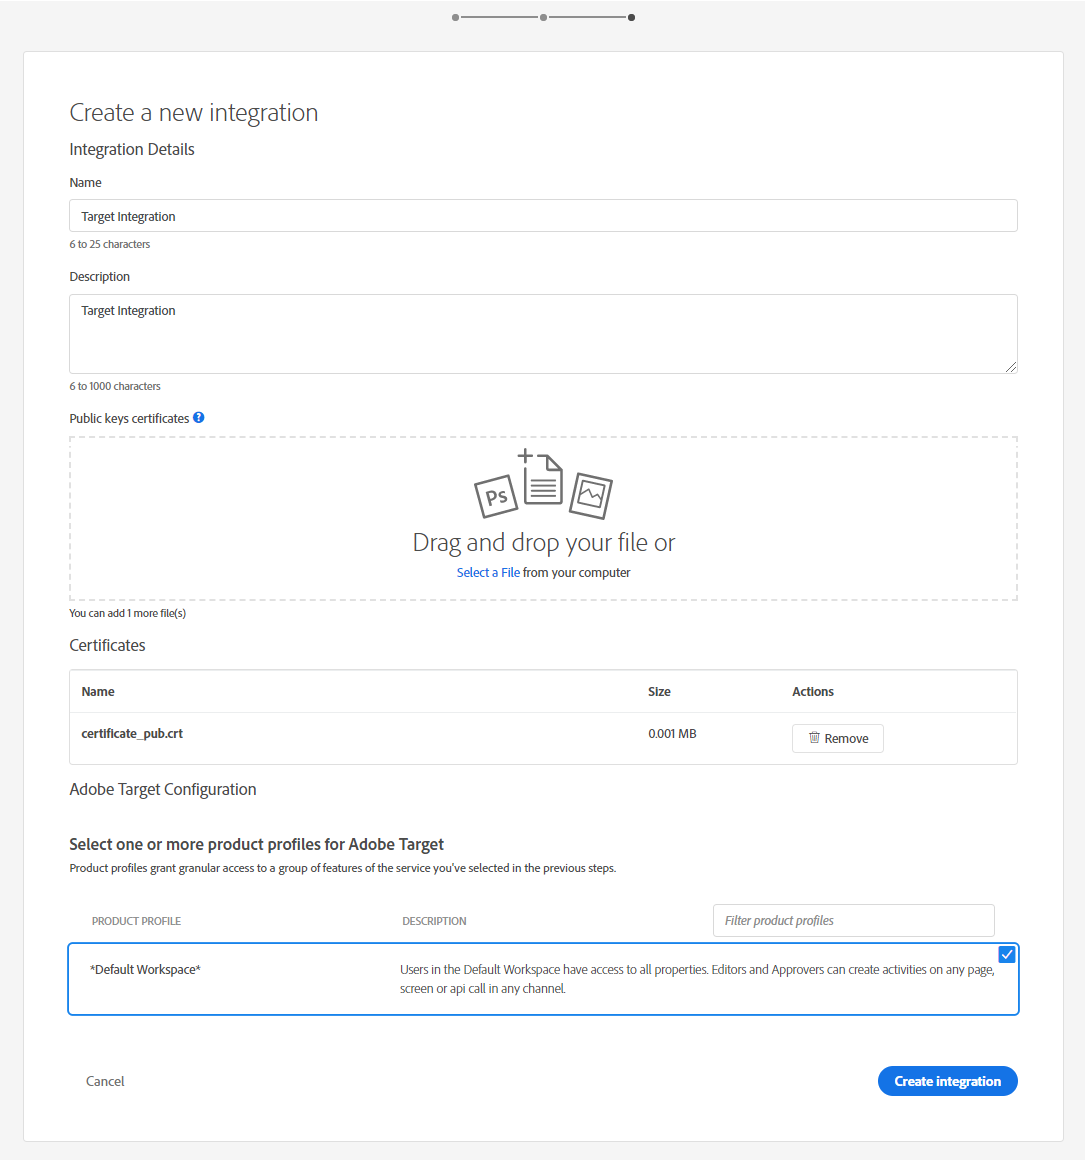 Create a new integration
Integration Details
Name
Target Integration
6 to 25 characters
Description
Target Integration
6 to 1000 characters
Public keys certificates ?
Ps
Drag and drop your file or
Select a File from your computer
You can add 1 more file(s)
Certificates
Name Size Actions
certificate_pub.crt 0.001 MB Remove
Adobe Target Configuration
Select one or more product profiles for Adobe Target
Product profiles grant granular access to a group of features of the service you've selected in the previous steps.
PRODUCT PROFILE DESCRIPTION Filter product profiles
*Default Workspace* Users in the Default Workspace have access to all properties. Editors and Approvers can create activities on any page,
screen or api call in any channel.
Cancel Create integration